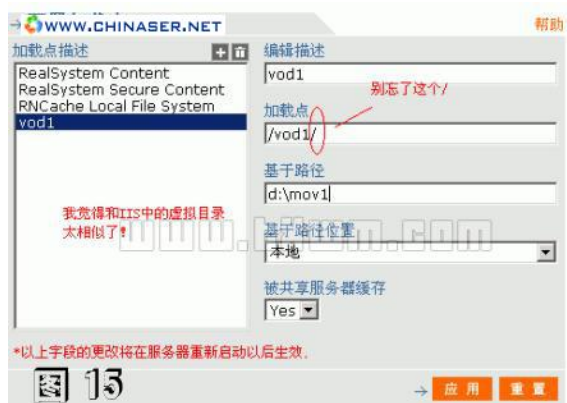 WWW.CHINASER.NET
帮助
加载点描述
RealSystem Content
RealSystem Secure Content
RNCache Local File System
vod1
我觉得和IIS中的虚拟目录
太相似了!
编辑描述
vod1
别忘了这个/
加载点
/vod1/
基于路径
d:\mov1
基于路径位置
本地
被共享服务器缓存
Yes
*以上字段的更改将在服务器重新启动以后生效.
图 15
应 用
重 置